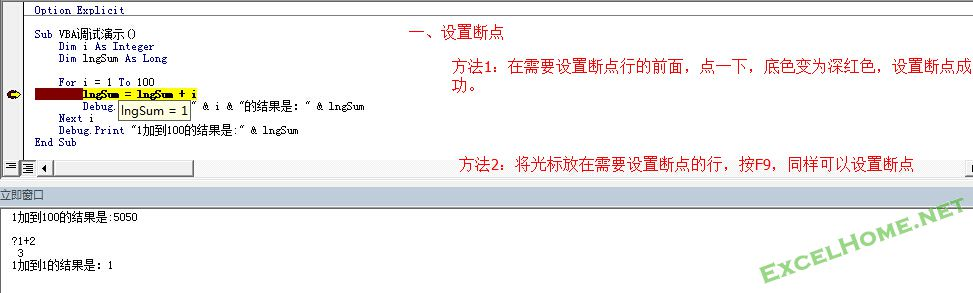 Option Explicit
Sub VBA调试演示()
Dim i As Integer
Dim lngSum As Long
For i = 1 To 100
lngSum = lngSum + i
Debug. " & i & "的结果是: " & lngSum
lngSum = 1
Next i
Debug.Print "1加到100的结果是:" & lngSum
End Sub
一、设置断点
方法1：在需要设置断点行的前面，点一下，底色变为深红色，设置断点成
功。
方法2：将光标放在需要设置断点的行，按F9，同样可以设置断点
立即窗口
1加到100的结果是:5050
?1+2
3
1加到1的结果是: 1
ExcelHome.net